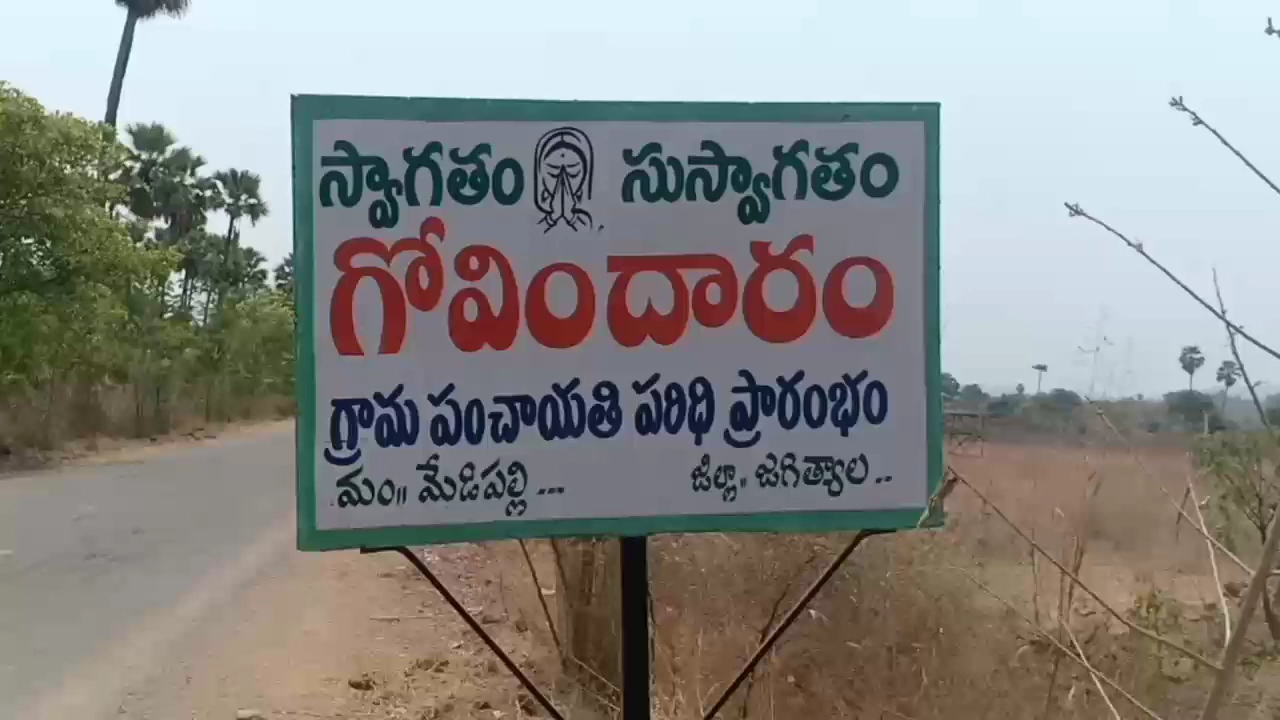 స్వాగతం సుస్వాగతం
గోవిందారం
గ్రామ పంచాయతి పరిధి ప్రారంభం
మం॥ మేడిపల్లి... జిల్లా॥ జగిత్యాల..